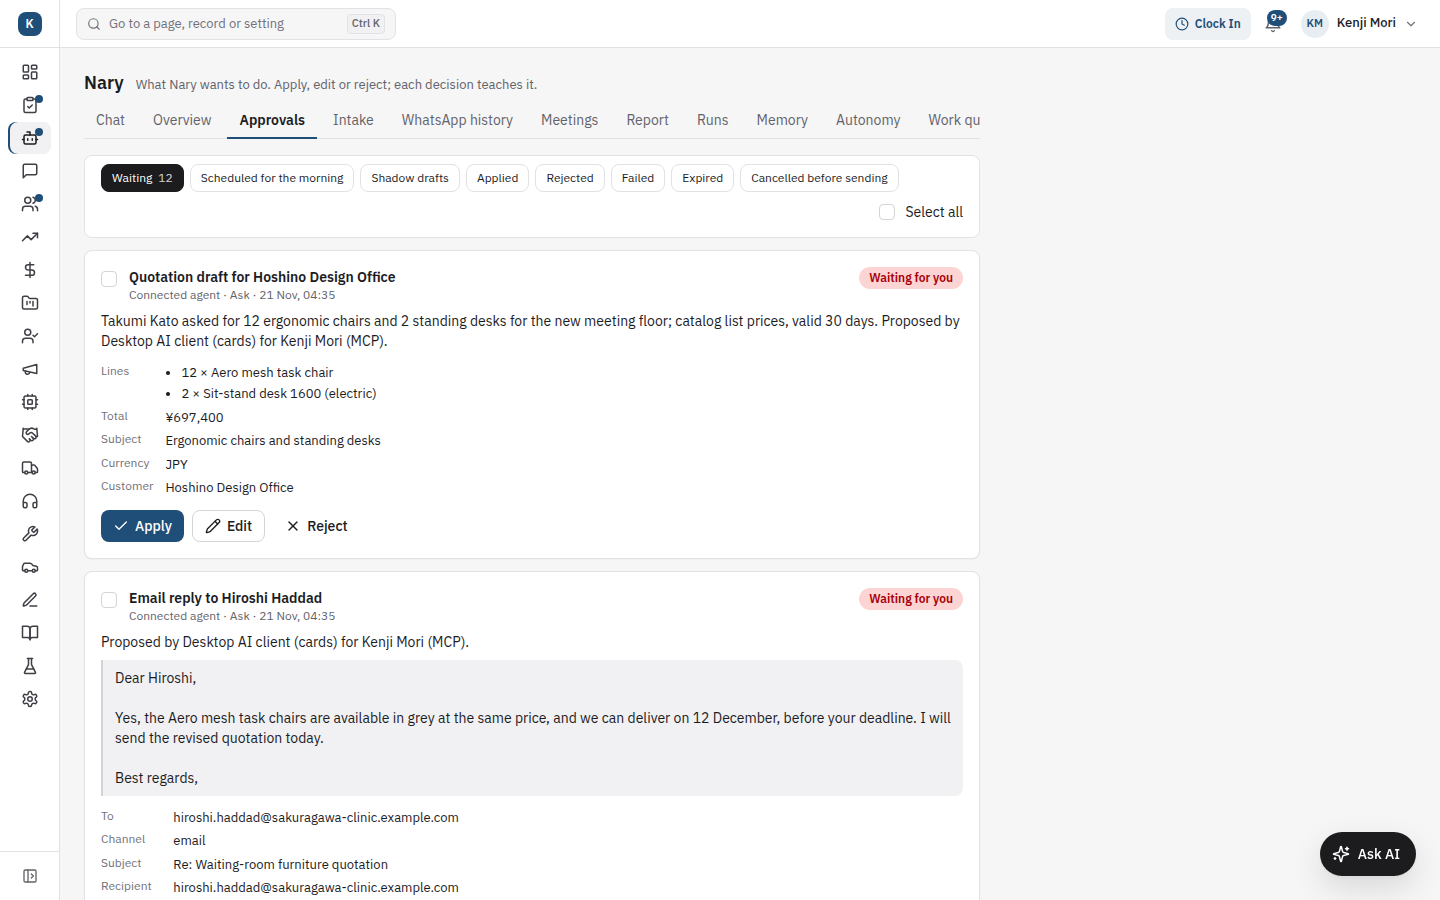 K
Go to a page, record or setting
Ctrl K
Clock In
9+
KM
Kenji Mori
Nary
What Nary wants to do. Apply, edit or reject; each decision teaches it.
Chat
Overview
Approvals
Intake
WhatsApp history
Meetings
Report
Runs
Memory
Autonomy
Work qu
Waiting 12
Scheduled for the morning
Shadow drafts
Applied
Rejected
Failed
Expired
Cancelled before sending
Select all
Quotation draft for Hoshino Design Office
Waiting for you
Connected agent · Ask · 21 Nov, 04:35
Takumi Kato asked for 12 ergonomic chairs and 2 standing desks for the new meeting floor; catalog list prices, valid 30 days. Proposed by
Desktop AI client (cards) for Kenji Mori (MCP).
Lines
• 12 × Aero mesh task chair
• 2 × Sit-stand desk 1600 (electric)
Total ¥697,400
Subject Ergonomic chairs and standing desks
Currency JPY
Customer Hoshino Design Office
Apply
Edit
Reject
Email reply to Hiroshi Haddad
Waiting for you
Connected agent · Ask · 21 Nov, 04:35
Proposed by Desktop AI client (cards) for Kenji Mori (MCP).
Dear Hiroshi,
Yes, the Aero mesh task chairs are available in grey at the same price, and we can deliver on 12 December, before your deadline. I will
send the revised quotation today.
Best regards,
To hiroshi.haddad@sakuragawa-clinic.example.com
Channel email
Subject Re: Waiting-room furniture quotation
Recipient hiroshi.haddad@sakuragawa-clinic.example.com
Ask AI